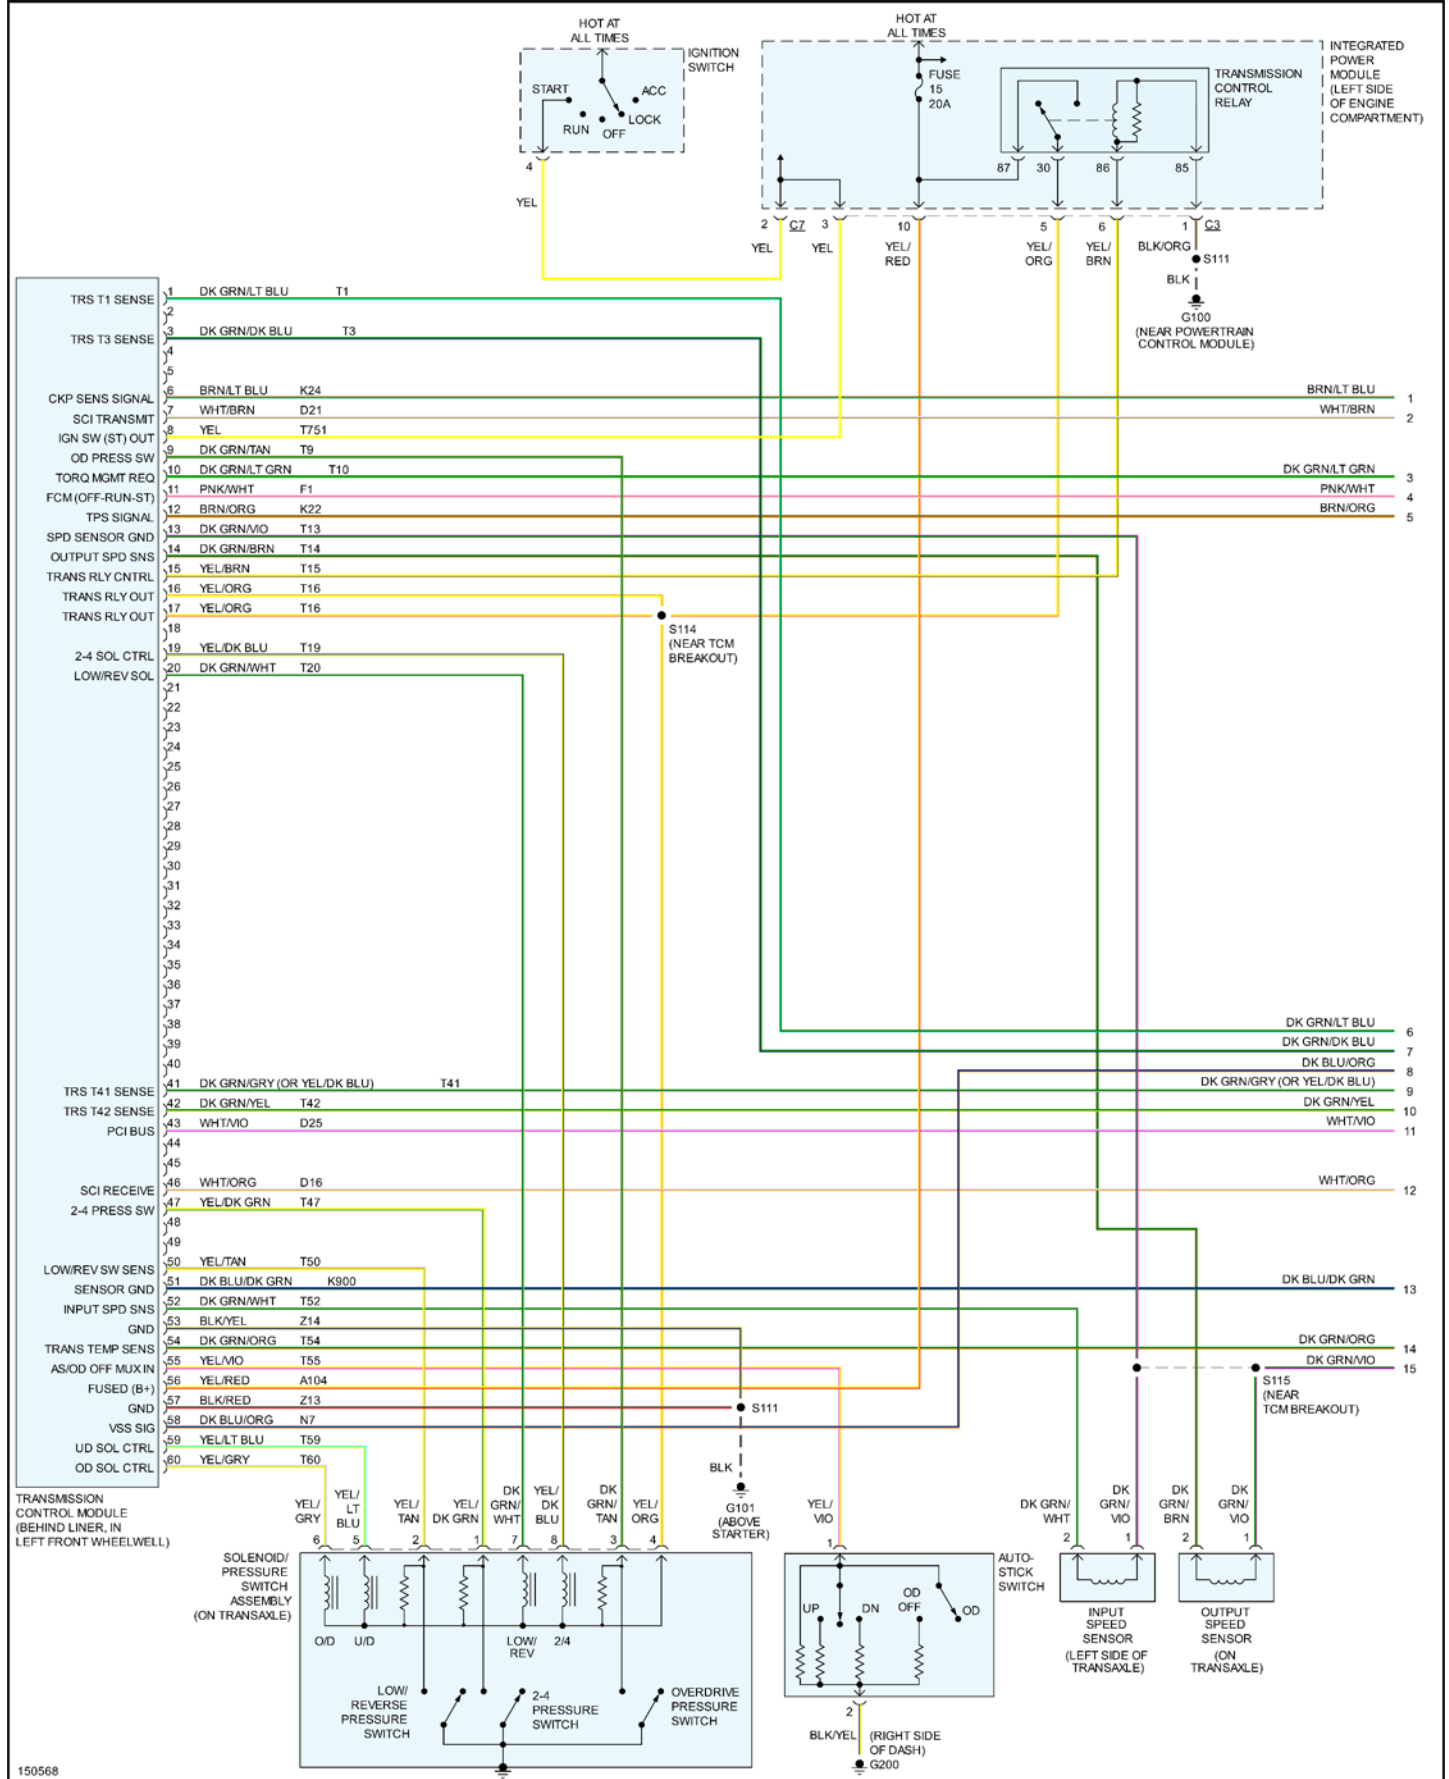 HOT AT
ALL TIMES
IGNITION
SWITCH
START
ACC
LOCK
RUN
OFF
4
YEL
HOT AT
ALL TIMES
FUSE
15
20A
TRANSMISSION
CONTROL
RELAY
INTEGRATED
POWER
MODULE
(LEFT SIDE
OF ENGINE
COMPARTMENT)
87 30 86 85
2 C7 3 10 5 6 1 C3
YEL
YEL
YEL/
RED
YEL/
ORG
YEL/
BRN
BLK/ORG
S111
BLK
G100
(NEAR POWERTRAIN
CONTROL MODULE)
TRS T1 SENSE 1 DK GRN/LT BLU T1
2
TRS T3 SENSE 3 DK GRN/DK BLU T3
4
5
CKP SENS SIGNAL 6 BRN/LT BLU K24 BRN/LT BLU 1
SCI TRANSMIT 7 WHT/BRN D21 WHT/BRN 2
IGN SW (ST) OUT 8 YEL T751
OD PRESS SW 9 DK GRN/TAN T9
TORQ MGMT REQ 10 DK GRN/LT GRN T10 DK GRN/LT GRN 3
FCM (OFF-RUN-ST) 11 PNK/WHT F1 PNK/WHT 4
TPS SIGNAL 12 BRN/ORG K22 BRN/ORG 5
SPD SENSOR GND 13 DK GRN/VIO T13
OUTPUT SPD SNS 14 DK GRN/BRN T14
TRANS RLY CNTRL 15 YEL/BRN T15
TRANS RLY OUT 16 YEL/ORG T16
TRANS RLY OUT 17 YEL/ORG T16
18
S114
(NEAR TCM
BREAKOUT)
2-4 SOL CTRL 19 YEL/DK BLU T19
LOW/REV SOL 20 DK GRN/WHT T20
21
22
23
24
25
26
27
28
29
30
31
32
33
34
35
36
37
38
39
40
DK GRN/LT BLU 6
DK GRN/DK BLU 7
DK BLU/ORG 8
TRS T41 SENSE 41 DK GRN/GRY (OR YEL/DK BLU) T41 DK GRN/GRY (OR YEL/DK BLU) 9
TRS T42 SENSE 42 DK GRN/YEL T42 DK GRN/YEL 10
PCI BUS 43 WHT/VIO D25 WHT/VIO 11
44
45
SCI RECEIVE 46 WHT/ORG D16 WHT/ORG 12
2-4 PRESS SW 47 YEL/DK GRN T47
48
49
LOW/REV SW SENS 50 YEL/TAN T50
SENSOR GND 51 DK BLU/DK GRN K900 DK BLU/DK GRN 13
INPUT SPD SNS 52 DK GRN/WHT T52
GND 53 BLK/YEL Z14
TRANS TEMP SENS 54 DK GRN/ORG T54 DK GRN/ORG 14
AS/OD OFF MUX IN 55 YEL/VIO T55 DK GRN/VIO 15
FUSED (B+) 56 YEL/RED A104
GND 57 BLK/RED Z13
VSS SIG 58 DK BLU/ORG N7
UD SOL CTRL 59 YEL/LT BLU T59
OD SOL CTRL 60 YEL/GRY T60
S111
S115
(NEAR
TCM BREAKOUT)
BLK
G101
(ABOVE
STARTER)
TRANSMISSION
CONTROL MODULE
(BEHIND LINER, IN
LEFT FRONT WHEELWELL)
YEL/
GRY
YEL/
LT
BLU
YEL/
TAN
YEL/
DK GRN
DK
GRN/
WHT
YEL/
DK
BLU
DK
GRN/
TAN
YEL/
ORG
YEL/
VIO
DK GRN/
WHT
DK
GRN/
VIO
DK
GRN/
BRN
DK
GRN/
VIO
6 5 2 1 7 8 3 4 1 2 1 2 1
SOLENOID/
PRESSURE
SWITCH
ASSEMBLY
(ON TRANSAXLE)
O/D U/D LOW/
REV
2/4
LOW/
REVERSE
PRESSURE
SWITCH
2-4
PRESSURE
SWITCH
OVERDRIVE
PRESSURE
SWITCH
AUTO-
STICK
SWITCH
UP
DN
OD
OFF
OD
2
BLK/YEL
(RIGHT SIDE
OF DASH)
G200
INPUT
SPEED
SENSOR
(LEFT SIDE OF
TRANSAXLE)
OUTPUT
SPEED
SENSOR
(ON
TRANSAXLE)
150568